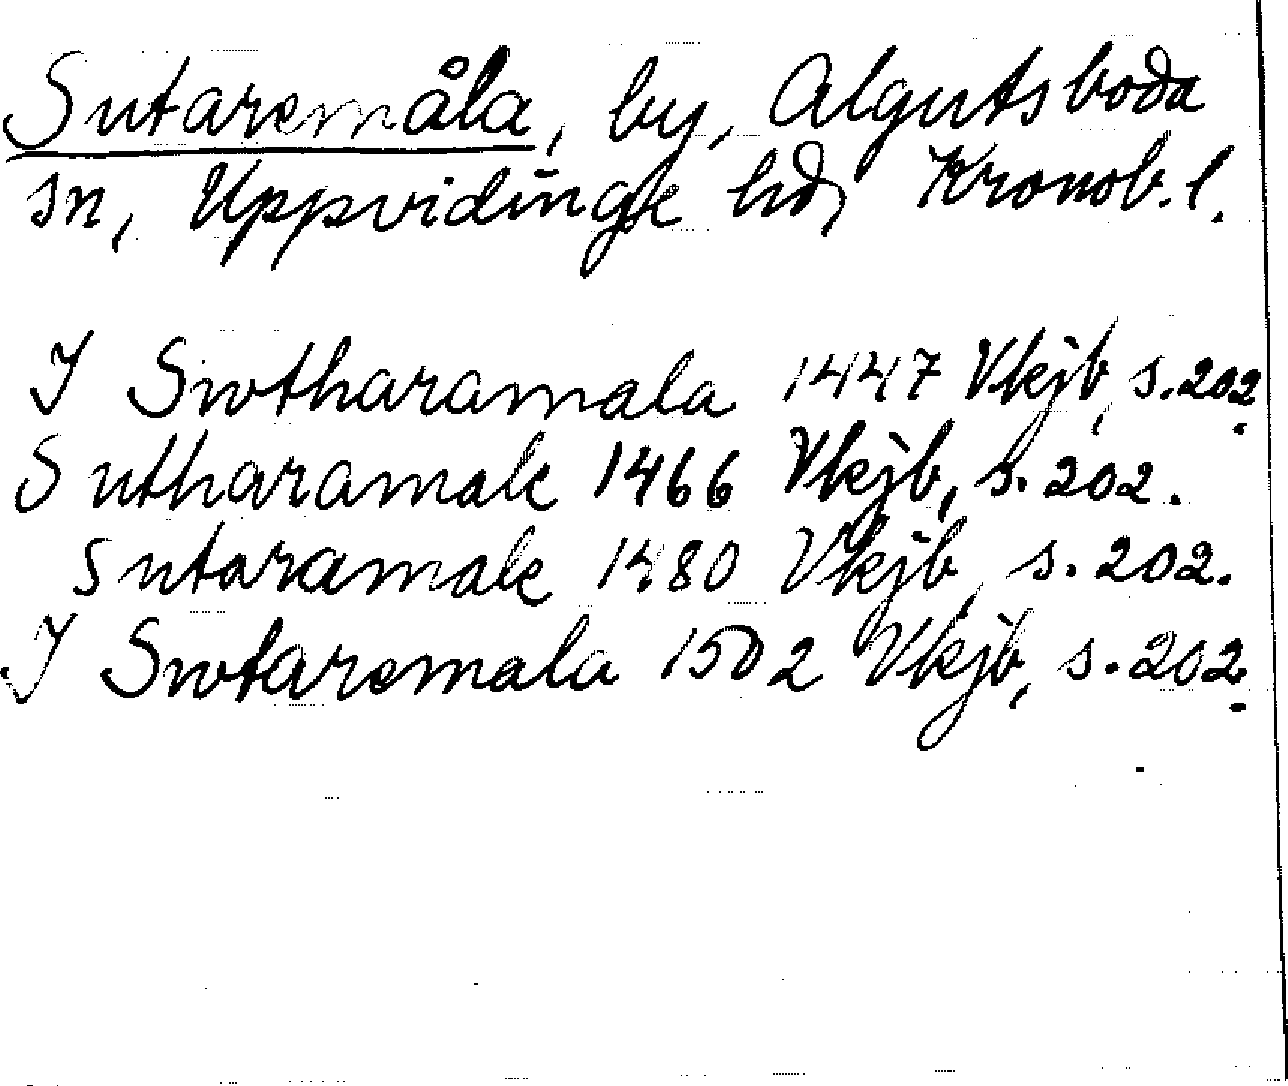 Sutaremåla, by, Algutsboda
sn, Uppvidinge hd, Kronob. l.
I Swtharamala 1447 Vkjb, s. 202.
Sutharamale 1466 Vkjb, s. 202.
Sutaramale 1480 Vkjb, s. 202.
I Swtaremala 1502 Vkjb, s. 202.